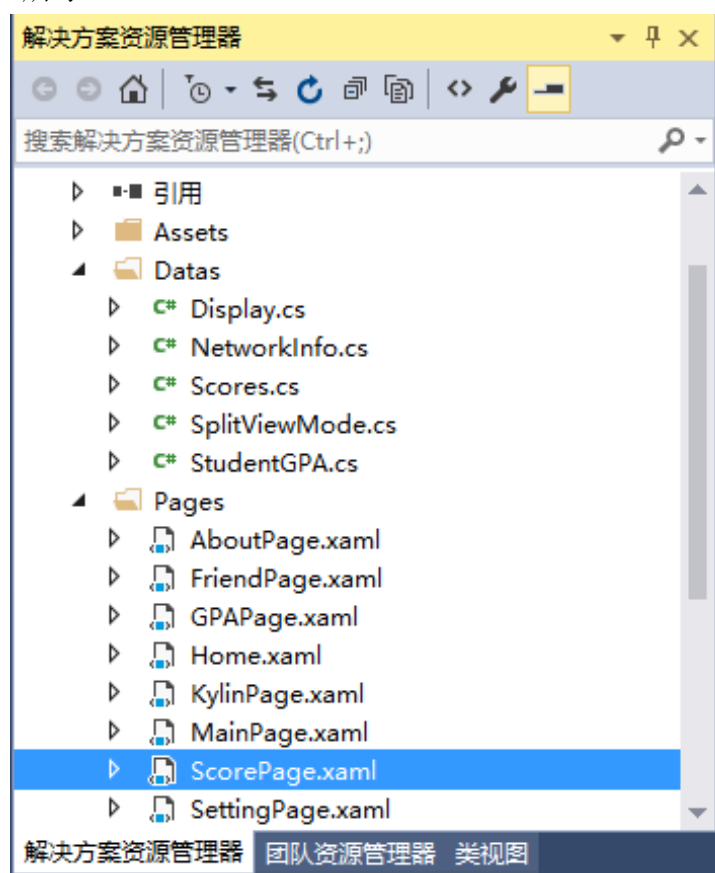 解决方案资源管理器
搜索解决方案资源管理器(Ctrl+;)
引用
Assets
Datas
C# Display.cs
C# NetworkInfo.cs
C# Scores.cs
C# SplitViewMode.cs
C# StudentGPA.cs
Pages
AboutPage.xaml
FriendPage.xaml
GPAPage.xaml
Home.xaml
KylinPage.xaml
MainPage.xaml
ScorePage.xaml
SettingPage.xaml
解决方案资源管理器 团队资源管理器 类视图